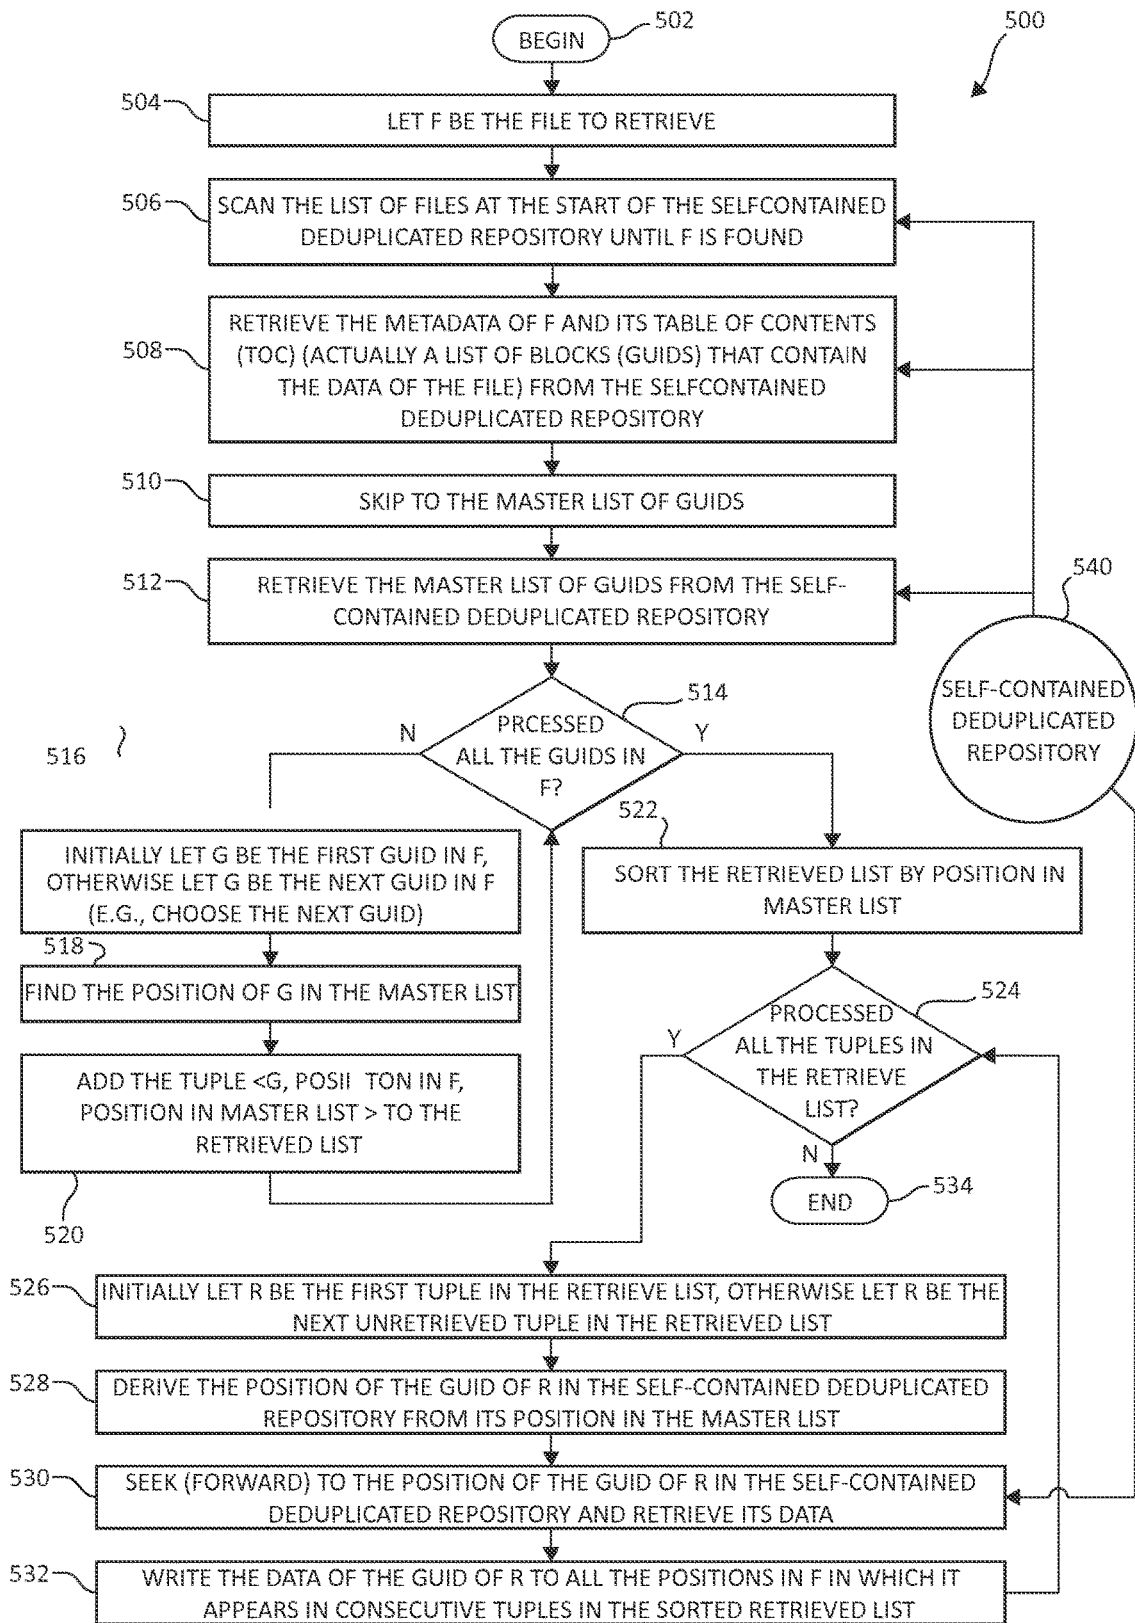 502
BEGIN
500
504
LET F BE THE FILE TO RETRIEVE
506
SCAN THE LIST OF FILES AT THE START OF THE SELFCONTAINED
DEDUPLICATED REPOSITORY UNTIL F IS FOUND
508
RETRIEVE THE METADATA OF F AND ITS TABLE OF CONTENTS
(TOC) (ACTUALLY A LIST OF BLOCKS (GUIDS) THAT CONTAIN
THE DATA OF THE FILE) FROM THE SELFCONTAINED
DEDUPLICATED REPOSITORY
510
SKIP TO THE MASTER LIST OF GUIDS
512
RETRIEVE THE MASTER LIST OF GUIDS FROM THE SELF-
CONTAINED DEDUPLICATED REPOSITORY
540
SELF-CONTAINED
DEDUPLICATED
REPOSITORY
514
PRCESSED
ALL THE GUIDS IN
F?
N
Y
516
INITIALLY LET G BE THE FIRST GUID IN F,
OTHERWISE LET G BE THE NEXT GUID IN F
(E.G., CHOOSE THE NEXT GUID)
518
FIND THE POSITION OF G IN THE MASTER LIST
ADD THE TUPLE <G, POSII TON IN F,
POSITION IN MASTER LIST > TO THE
RETRIEVED LIST
520
522
SORT THE RETRIEVED LIST BY POSITION IN
MASTER LIST
524
PROCESSED
ALL THE TUPLES IN
THE RETRIEVE
LIST?
Y
N
END
534
526
INITIALLY LET R BE THE FIRST TUPLE IN THE RETRIEVE LIST, OTHERWISE LET R BE THE
NEXT UNRETRIEVED TUPLE IN THE RETRIEVED LIST
528
DERIVE THE POSITION OF THE GUID OF R IN THE SELF-CONTAINED DEDUPLICATED
REPOSITORY FROM ITS POSITION IN THE MASTER LIST
530
SEEK (FORWARD) TO THE POSITION OF THE GUID OF R IN THE SELF-CONTAINED
DEDUPLICATED REPOSITORY AND RETRIEVE ITS DATA
532
WRITE THE DATA OF THE GUID OF R TO ALL THE POSITIONS IN F IN WHICH IT
APPEARS IN CONSECUTIVE TUPLES IN THE SORTED RETRIEVED LIST